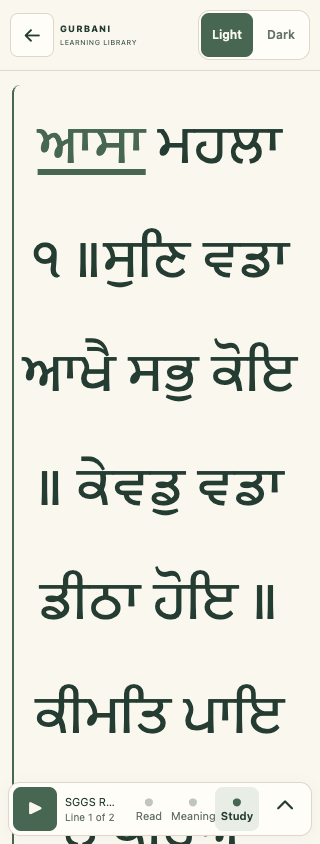 GURBANI
LEARNING LIBRARY
Light
Dark
ਆਸਾ ਮਹਲਾ
੧ ॥ਸੁਣਿ ਵਡਾ
ਆਖੈ ਸਭੁ ਕੋਇ
॥ ਕੇਵਡੁ ਵਡਾ
ਡੀਠਾ ਹੋਇ ॥
ਕੀਮਤਿ ਪਾਇ
SGGS R...
Line 1 of 2
Read
Meaning
Study